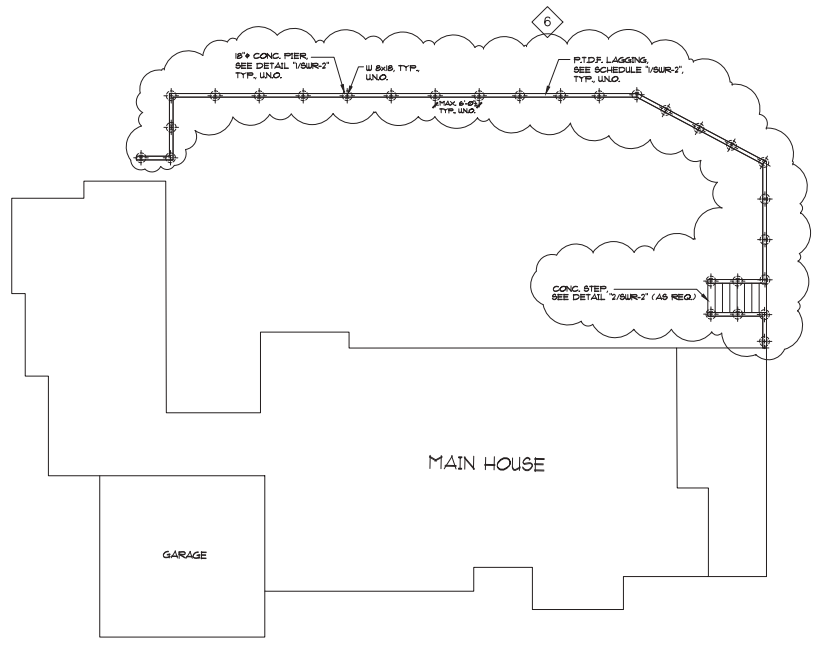 6
18"ø CONC. PIER,
SEE DETAIL "1/SWR-2"
TYP., U.N.O.
W 8x18, TYP.,
U.N.O.
P.T.D.F. LAGGING,
SEE SCHEDULE "1/SWR-2",
TYP., U.N.O.
MAX. 6'-0"
TYP., U.N.O.
CONC. STEP,
SEE DETAIL "2/SWR-2" (AS REQ.)
MAIN HOUSE
GARAGE